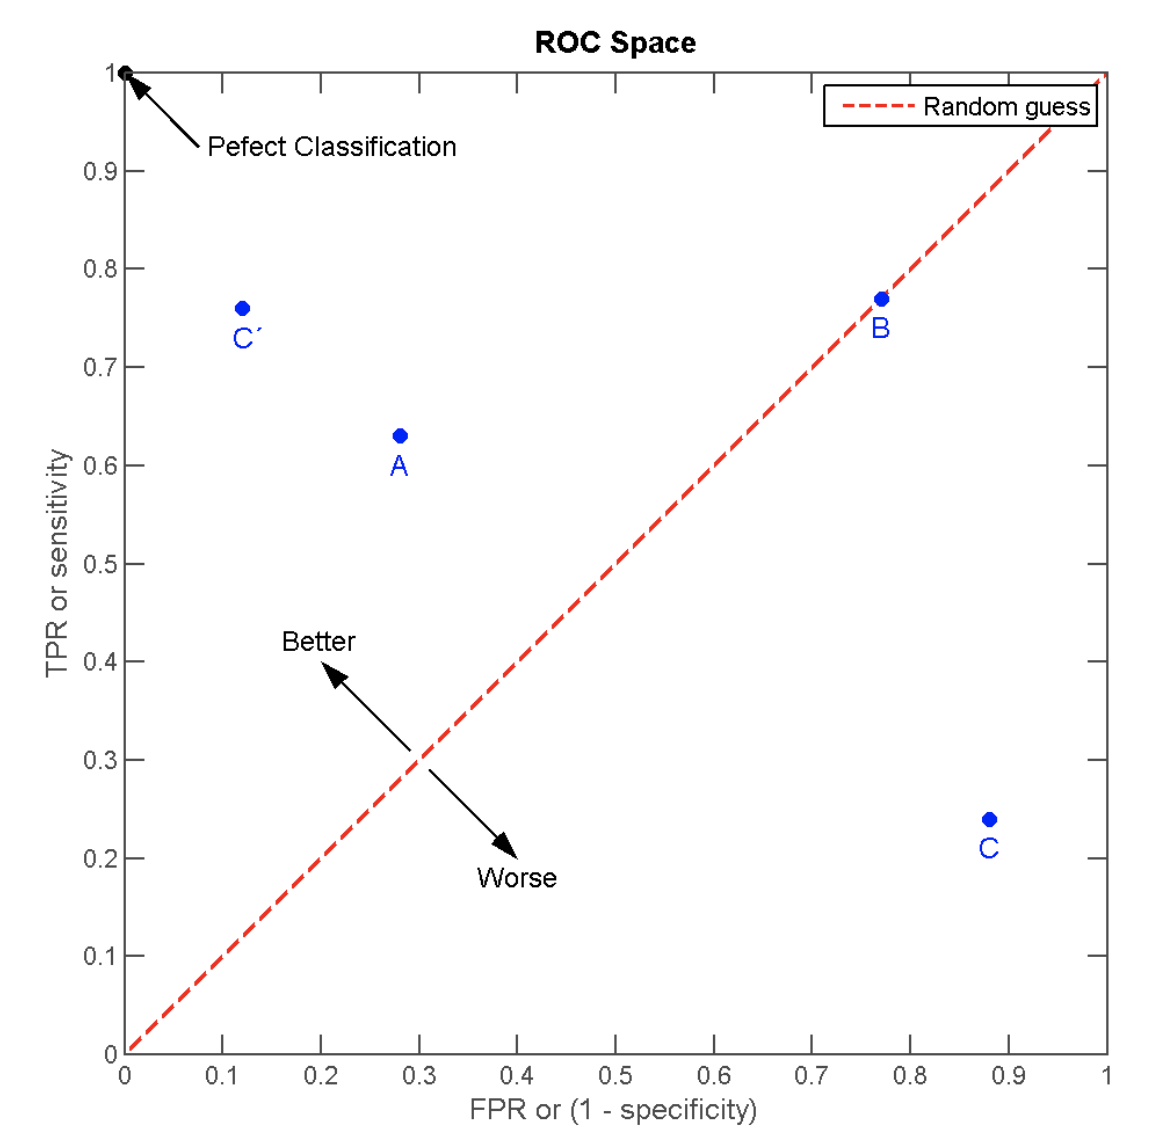 ROC Space
Random guess
Pefect Classification
C´
B
A
Better
Worse
C
TPR or sensitivity
1
0.9
0.8
0.7
0.6
0.5
0.4
0.3
0.2
0.1
0
0 0.1 0.2 0.3 0.4 0.5 0.6 0.7 0.8 0.9 1
FPR or (1 - specificity)